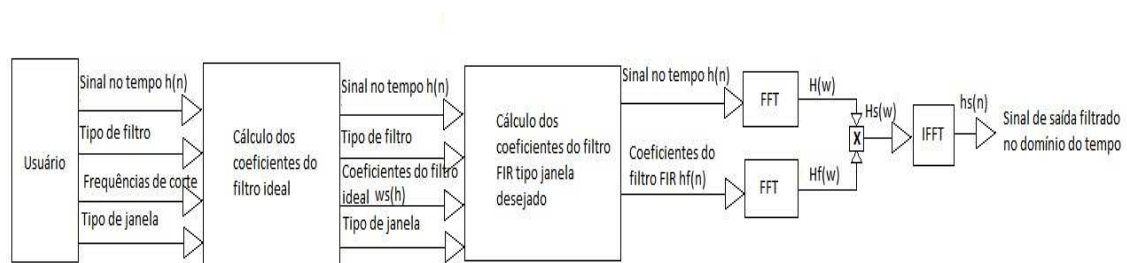 Usuário
Sinal no tempo h(n)
Tipo de filtro
Frequências de corte
Tipo de janela
Cálculo dos
coeficientes do
filtro ideal
Sinal no tempo h(n)
Tipo de filtro
Coeficientes do filtro
ideal ws(h)
Tipo de janela
Cálculo dos
coeficientes do filtro
FIR tipo janela
desejado
Sinal no tempo h(n)
Coeficientes do
filtro FIR hf(n)
FFT
FFT
H(w)
Hf(w)
X
Hs(w)
IFFT
hs(n)
Sinal de saída filtrado
no domínio do tempo